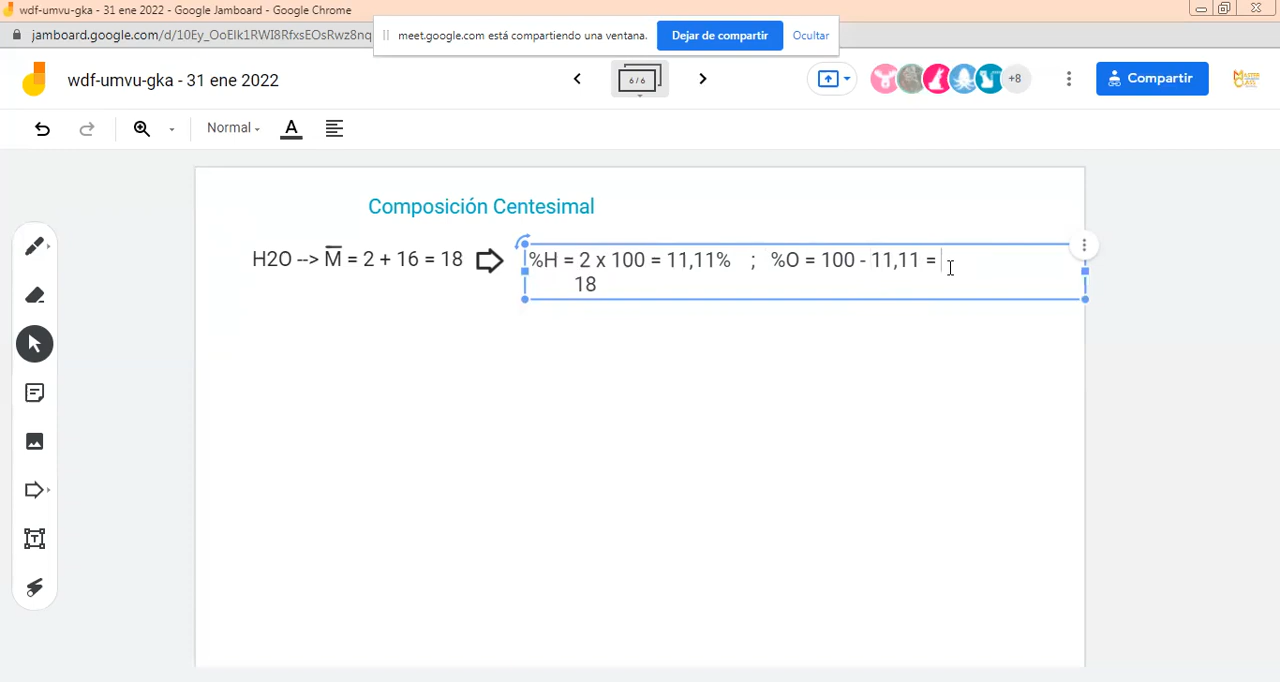 wdf-umvu-gka - 31 ene 2022 - Google Jamboard - Google Chrome
jamboard.google.com/d/10Ey_OoElk1RWI8RfxsEOsRwz8nq
meet.google.com está compartiendo una ventana. Dejar de compartir Ocultar
wdf-umvu-gka - 31 ene 2022
6/6
+8
Compartir
MASTER CLASS
Normal
A
Composición Centesimal
H2O --> M = 2 + 16 = 18
%H = 2 x 100 = 11,11% ; %O = 100 - 11,11 =
18